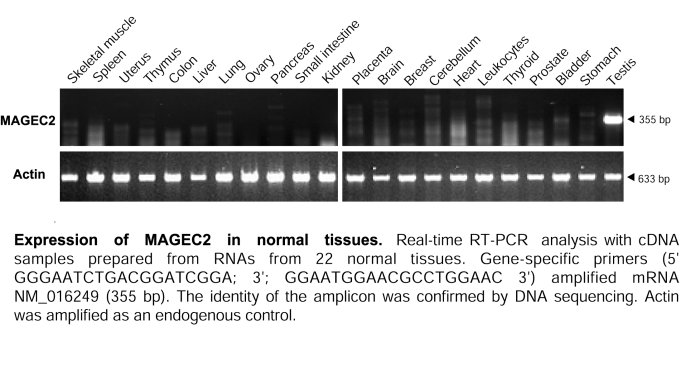 Skeletal muscle
Spleen
Uterus
Thymus
Colon
Liver
Lung
Ovary
Pancreas
Small intestine
Kidney
Placenta
Brain
Breast
Cerebellum
Heart
Leukocytes
Thyroid
Prostate
Bladder
Stomach
Testis
MAGEC2
355 bp
Actin
633 bp
Expression of MAGEC2 in normal tissues. Real-time RT-PCR analysis with cDNA
samples prepared from RNAs from 22 normal tissues. Gene-specific primers (5'
GGGAATCTGACGGATCGGA; 3'; GGAATGGAACGCCTGGAAC 3') amplified mRNA
NM_016249 (355 bp). The identity of the amplicon was confirmed by DNA sequencing. Actin
was amplified as an endogenous control.